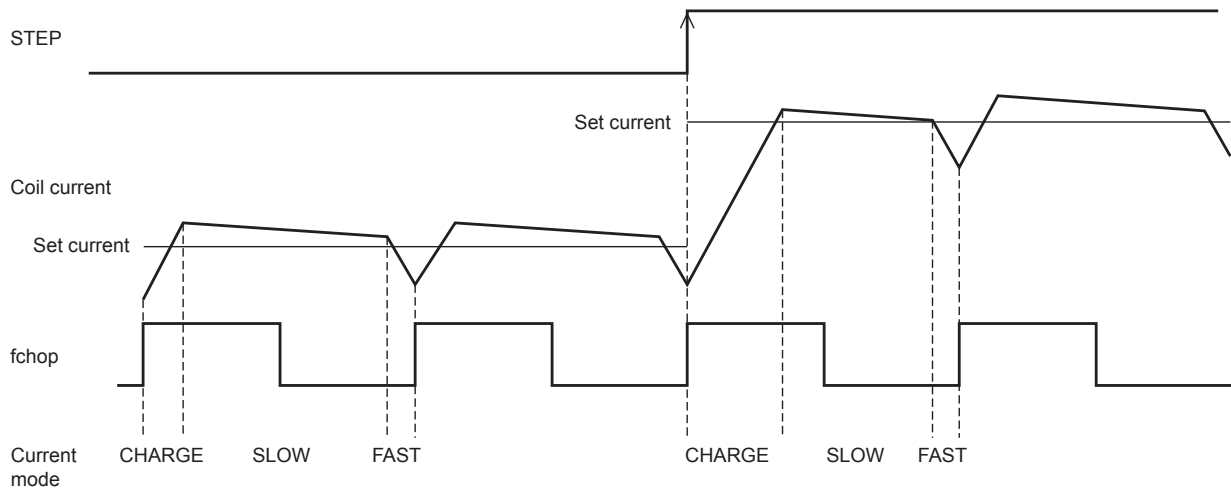 STEP
Set current
Coil current
Set current
fchop
Current mode
CHARGE
SLOW
FAST
CHARGE
SLOW
FAST